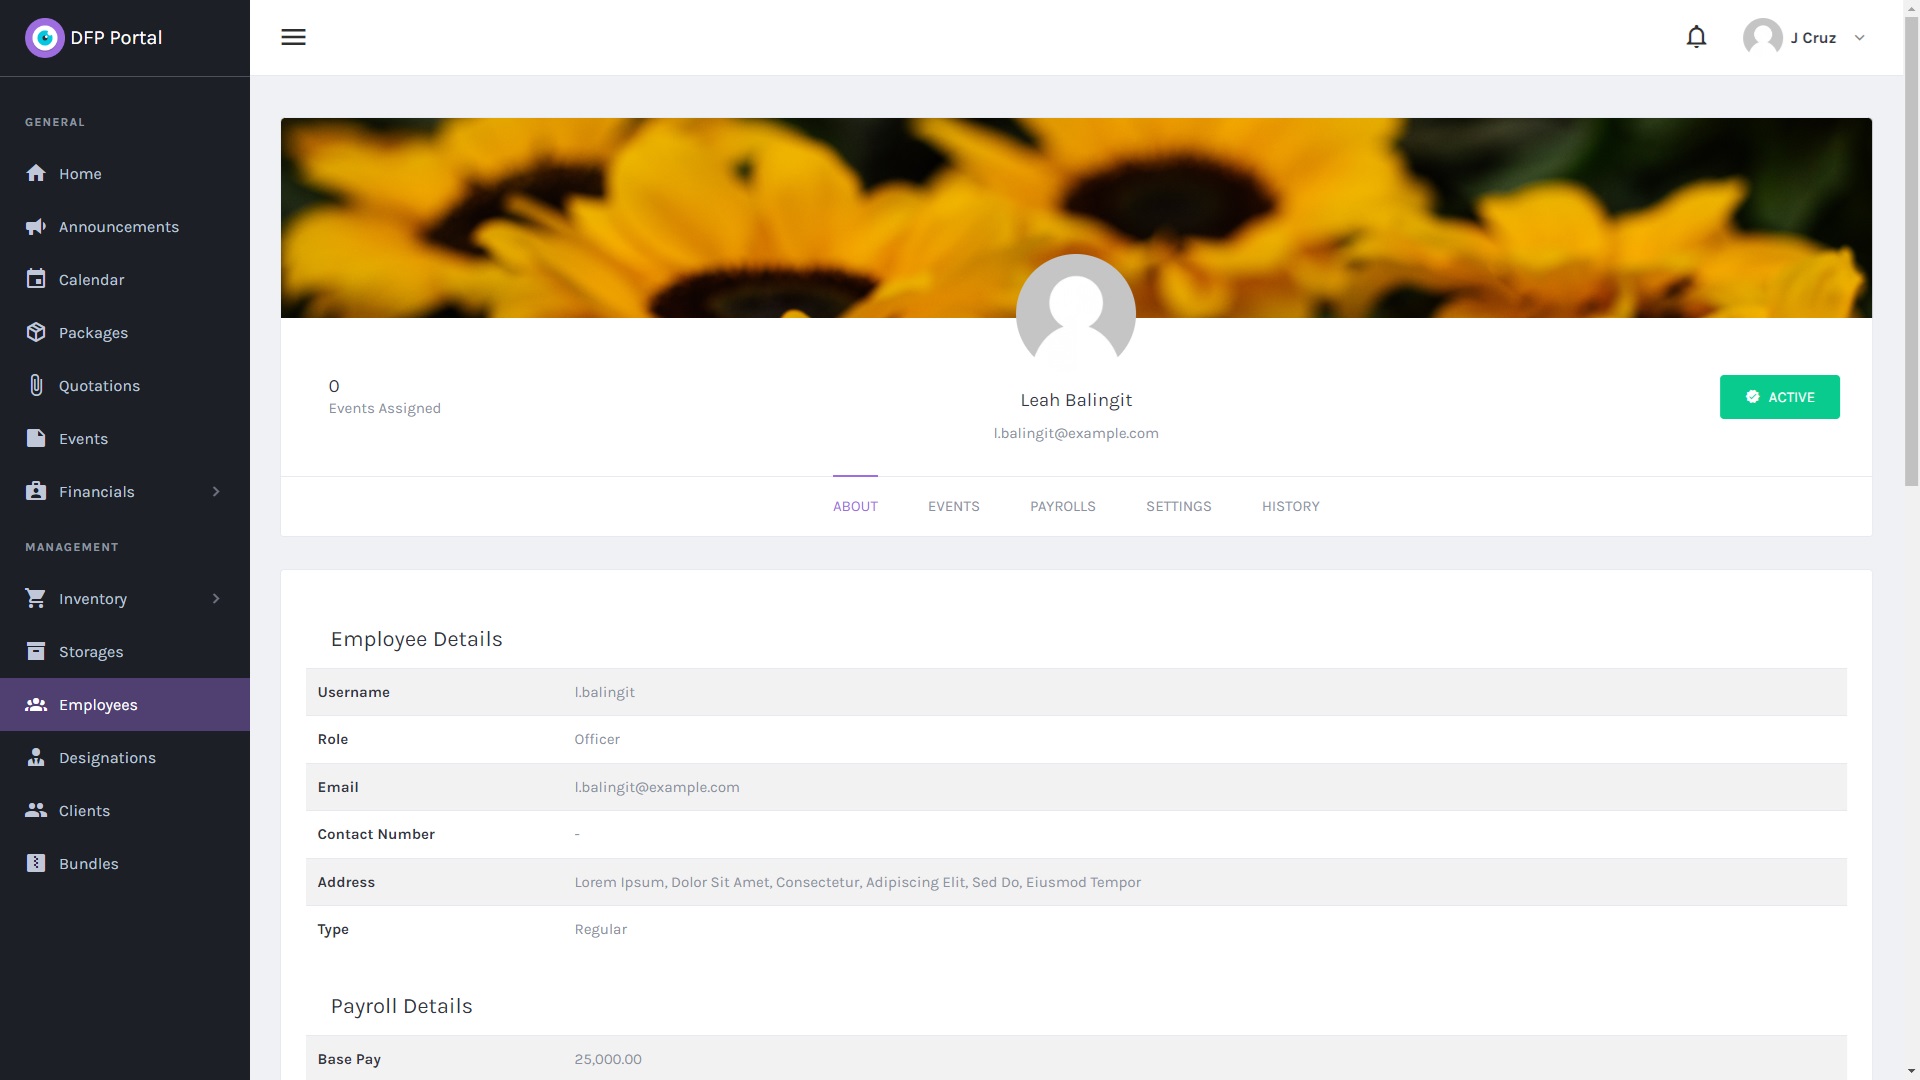 DFP Portal
J Cruz
GENERAL
Home
Announcements
Calendar
Packages
Quotations
Events
Financials
MANAGEMENT
Inventory
Storages
Employees
Designations
Clients
Bundles
0
Events Assigned
Leah Balingit
l.balingit@example.com
ACTIVE
ABOUT EVENTS PAYROLLS SETTINGS HISTORY
Employee Details
Username l.balingit
Role Officer
Email l.balingit@example.com
Contact Number -
Address Lorem Ipsum, Dolor Sit Amet, Consectetur, Adipiscing Elit, Sed Do, Eiusmod Tempor
Type Regular
Payroll Details
Base Pay 25,000.00